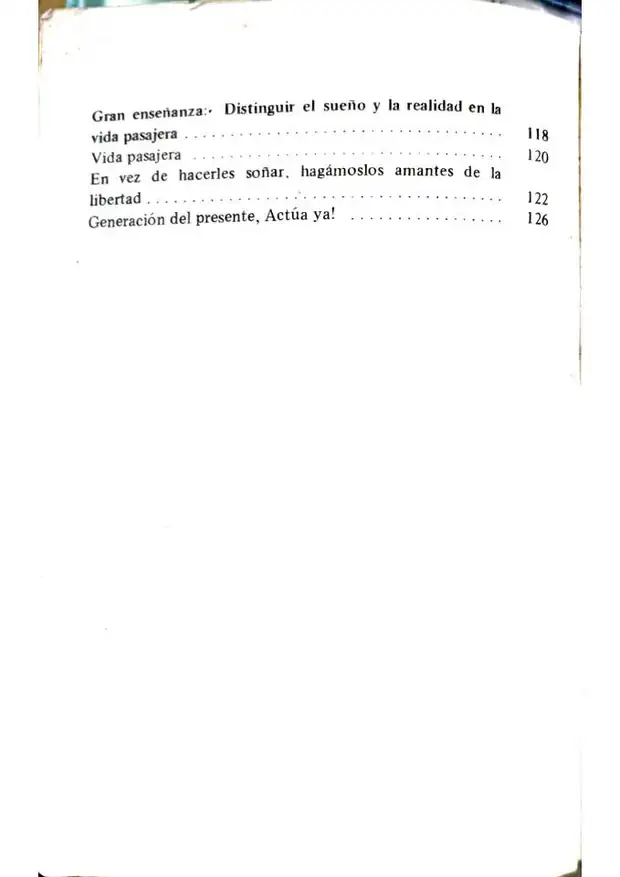 Gran enseñanza:· Distinguir el sueño y la realidad en la
vida pasajera . . . . . . . . . . . . . . . . . . . . . . . . . . . . . . . . . . . 118
Vida pasajera . . . . . . . . . . . . . . . . . . . . . . . . . . . . . . . . . . 120
En vez de hacerles soñar, hagámoslos amantes de la
libertad . . . . . . . . . . . . . . . . . . . . . . . . . . . . . . . . . . . . . . . 122
Generación del presente, Actúa ya! . . . . . . . . . . . . . . . . . 126